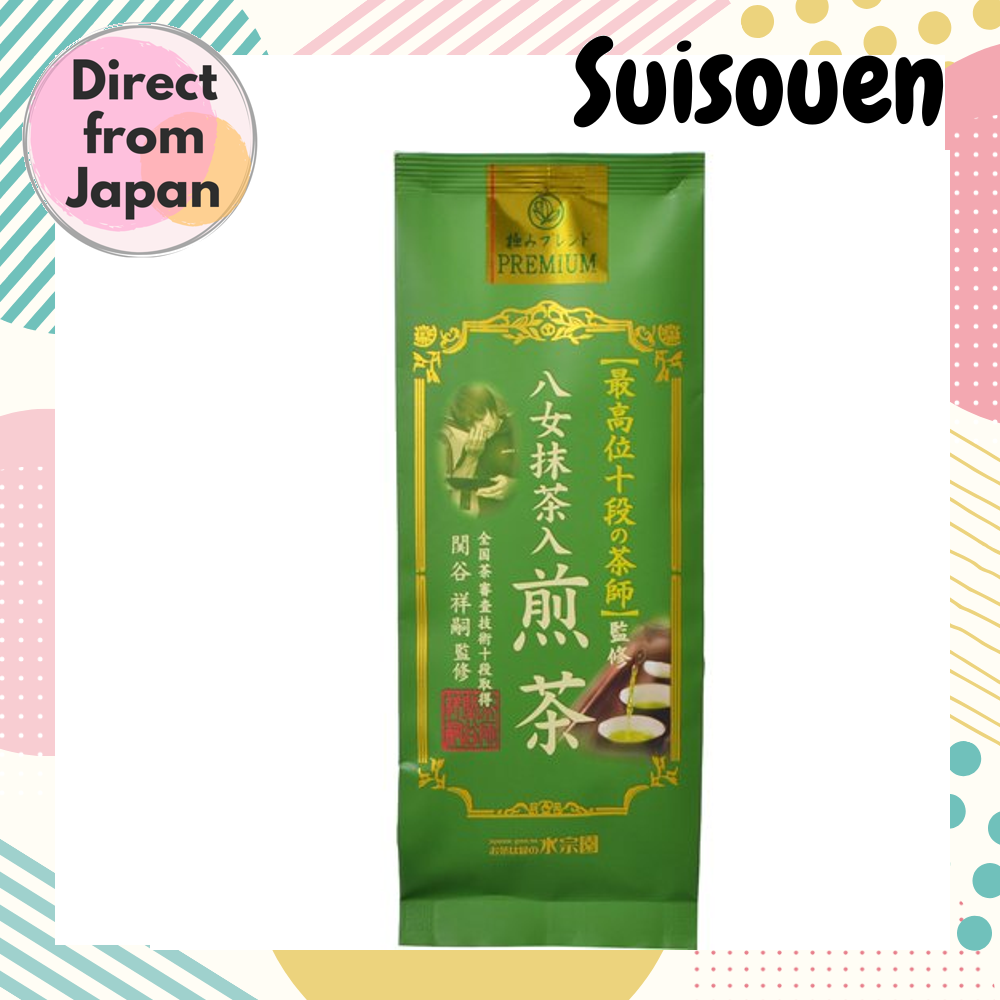 Direct
from
Japan
Suisouen
極みブレンド
PREMIUM
【最高位十段の茶師】監修
八女抹茶入煎茶
全国茶審査技術十段取得
関谷 祥嗣 監修
お茶は緑の水宗園